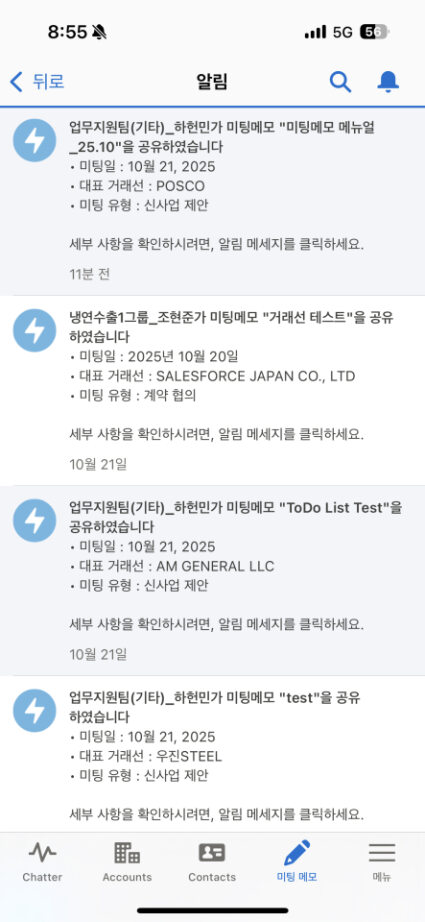 8:55
5G
56
뒤로
알림
업무지원팀(기타)_하헌민가 미팅메모 "미팅메모 메뉴얼
_25.10"을 공유하였습니다
• 미팅일 : 10월 21, 2025
• 대표 거래선 : POSCO
• 미팅 유형 : 신사업 제안
세부 사항을 확인하시려면, 알림 메세지를 클릭하세요.
11분 전
냉연수출1그룹_조현준가 미팅메모 "거래선 테스트"을 공유
하였습니다
• 미팅일 : 2025년 10월 20일
• 대표 거래선 : SALESFORCE JAPAN CO., LTD
• 미팅 유형 : 계약 협의
세부 사항을 확인하시려면, 알림 메세지를 클릭하세요.
10월 21일
업무지원팀(기타)_하헌민가 미팅메모 "ToDo List Test"을
공유하였습니다
• 미팅일 : 10월 21, 2025
• 대표 거래선 : AM GENERAL LLC
• 미팅 유형 : 신사업 제안
세부 사항을 확인하시려면, 알림 메세지를 클릭하세요.
10월 21일
업무지원팀(기타)_하헌민가 미팅메모 "test"을 공유
하였습니다
• 미팅일 : 10월 21, 2025
• 대표 거래선 : 우진STEEL
• 미팅 유형 : 신사업 제안
세부 사항을 확인하시려면, 알림 메세지를 클릭하세요.
Chatter
Accounts
Contacts
미팅 메모
메뉴